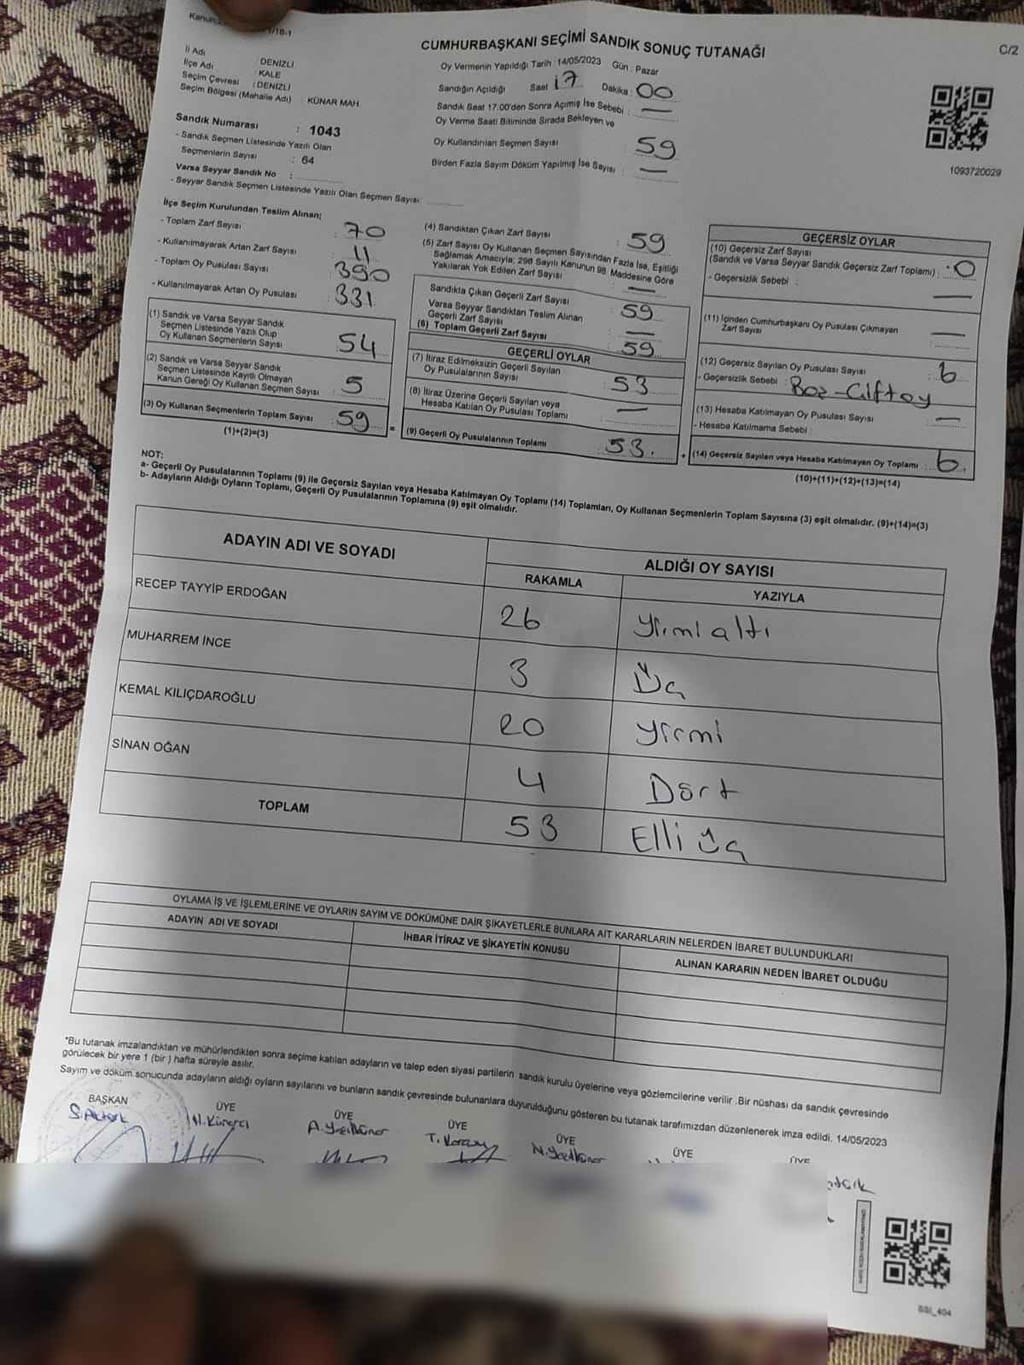 CUMHURBAŞKANI SEÇİMİ SANDIK SONUÇ TUTANAĞI
C/2
İl Adı DENİZLİ
İlçe Adı KALE
Seçim Çevresi : DENİZLİ
Seçim Bölgesi (Mahalle Adı) : KÜNAR MAH.
Sandık Numarası : 1043
- Sandık Seçmen Listesinde Yazılı Olan
Seçmenlerin Sayısı : 64
Varsa Seyyar Sandık No :
- Seyyar Sandık Seçmen Listesinde Yazılı Olan Seçmen Sayısı :
Oy Vermenin Yapıldığı Tarih : 14/05/2023 Gün : Pazar
Sandığın Açıldığı Saat 17 Dakika : 00
Sandık Saat 17.00'den Sonra Açılmış İse Sebebi : —
Oy Verme Saati Bitiminde Sırada Bekleyen ve
Oy Kullandırılan Seçmen Sayısı 59
Birden Fazla Sayım Döküm Yapılmış İse Sayısı : —
1093720029
İlçe Seçim Kurulundan Teslim Alınan;
- Toplam Zarf Sayısı : 70
- Kullanılmayarak Artan Zarf Sayısı 11
- Toplam Oy Pusulası Sayısı 390
- Kullanılmayarak Artan Oy Pusulası 331
(1) Sandık ve Varsa Seyyar Sandık
Seçmen Listesinde Yazılı Olup
Oy Kullanan Seçmenlerin Sayısı 54
(2) Sandık ve Varsa Seyyar Sandık
Seçmen Listesinde Kayıtlı Olmayan
Kanun Gereği Oy Kullanan Seçmen Sayısı 5
(3) Oy Kullanan Seçmenlerin Toplam Sayısı 59
(1)+(2)=(3)
(4) Sandıktan Çıkan Zarf Sayısı : 59
(5) Zarf Sayısı Oy Kullanan Seçmen Sayısından Fazla İse, Eşitliği
Sağlamak Amacıyla; 298 Sayılı Kanunun 98. Maddesine Göre
Yakılarak Yok Edilen Zarf Sayısı —
Sandıkta Çıkan Geçerli Zarf Sayısı 59
Varsa Seyyar Sandıktan Teslim Alınan
Geçerli Zarf Sayısı —
(6) Toplam Geçerli Zarf Sayısı 59
GEÇERLİ OYLAR
(7) İtiraz Edilmeksizin Geçerli Sayılan
Oy Pusulalarının Sayısı 53
(8) İtiraz Üzerine Geçerli Sayılan veya
Hesaba Katılan Oy Pusulası Toplamı —
(9) Geçerli Oy Pusulalarının Toplamı 53.
GEÇERSİZ OYLAR
(10) Geçersiz Zarf Sayısı
(Sandık ve Varsa Seyyar Sandık Geçersiz Zarf Toplamı) : 0
- Geçersizlik Sebebi : —
(11) İçinden Cumhurbaşkanı Oy Pusulası Çıkmayan
Zarf Sayısı —
(12) Geçersiz Sayılan Oy Pusulası Sayısı 6
- Geçersizlik Sebebi : Boş-Çift oy
(13) Hesaba Katılmayan Oy Pusulası Sayısı —
- Hesaba Katılmama Sebebi :
(14) Geçersiz Sayılan veya Hesaba Katılmayan Oy Toplamı 6.
(10)+(11)+(12)+(13)=(14)
NOT:
a- Geçerli Oy Pusulalarının Toplamı (9) ile Geçersiz Sayılan veya Hesaba Katılmayan Oy Toplamı (14) Toplamları, Oy Kullanan Seçmenlerin Toplam Sayısına (3) eşit olmalıdır. (9)+(14)=(3)
b- Adayların Aldığı Oyların Toplamı, Geçerli Oy Pusulalarının Toplamına (9) eşit olmalıdır.
ADAYIN ADI VE SOYADI ALDIĞI OY SAYISI
RAKAMLA YAZIYLA
RECEP TAYYİP ERDOĞAN 26 Yirmi altı
MUHARREM İNCE 3 Üç
KEMAL KILIÇDAROĞLU 20 yirmi
SİNAN OĞAN 4 Dört
TOPLAM 53 Elli üç
OYLAMA İŞ VE İŞLEMLERİNE VE OYLARIN SAYIM VE DÖKÜMÜNE DAİR ŞİKAYETLERLE BUNLARA AİT KARARLARIN NELERDEN İBARET BULUNDUKLARI
ADAYIN ADI VE SOYADI İHBAR İTİRAZ VE ŞİKAYETİN KONUSU ALINAN KARARIN NEDEN İBARET OLDUĞU
*Bu tutanak imzalandıktan ve mühürlendikten sonra seçime katılan adayların ve talep eden siyasi partilerin sandık kurulu üyelerine veya gözlemcilerine verilir. Bir nüshası da sandık çevresinde
görülecek bir yere 1 (bir) hafta süreyle asılır.
Sayım ve döküm sonucunda adayların aldığı oyların sayılarını ve bunların sandık çevresinde bulunanlara duyurulduğunu gösteren bu tutanak tarafımızdan düzenlenerek imza edildi. 14/05/2023
BAŞKAN ÜYE ÜYE ÜYE ÜYE ÜYE ÜYE